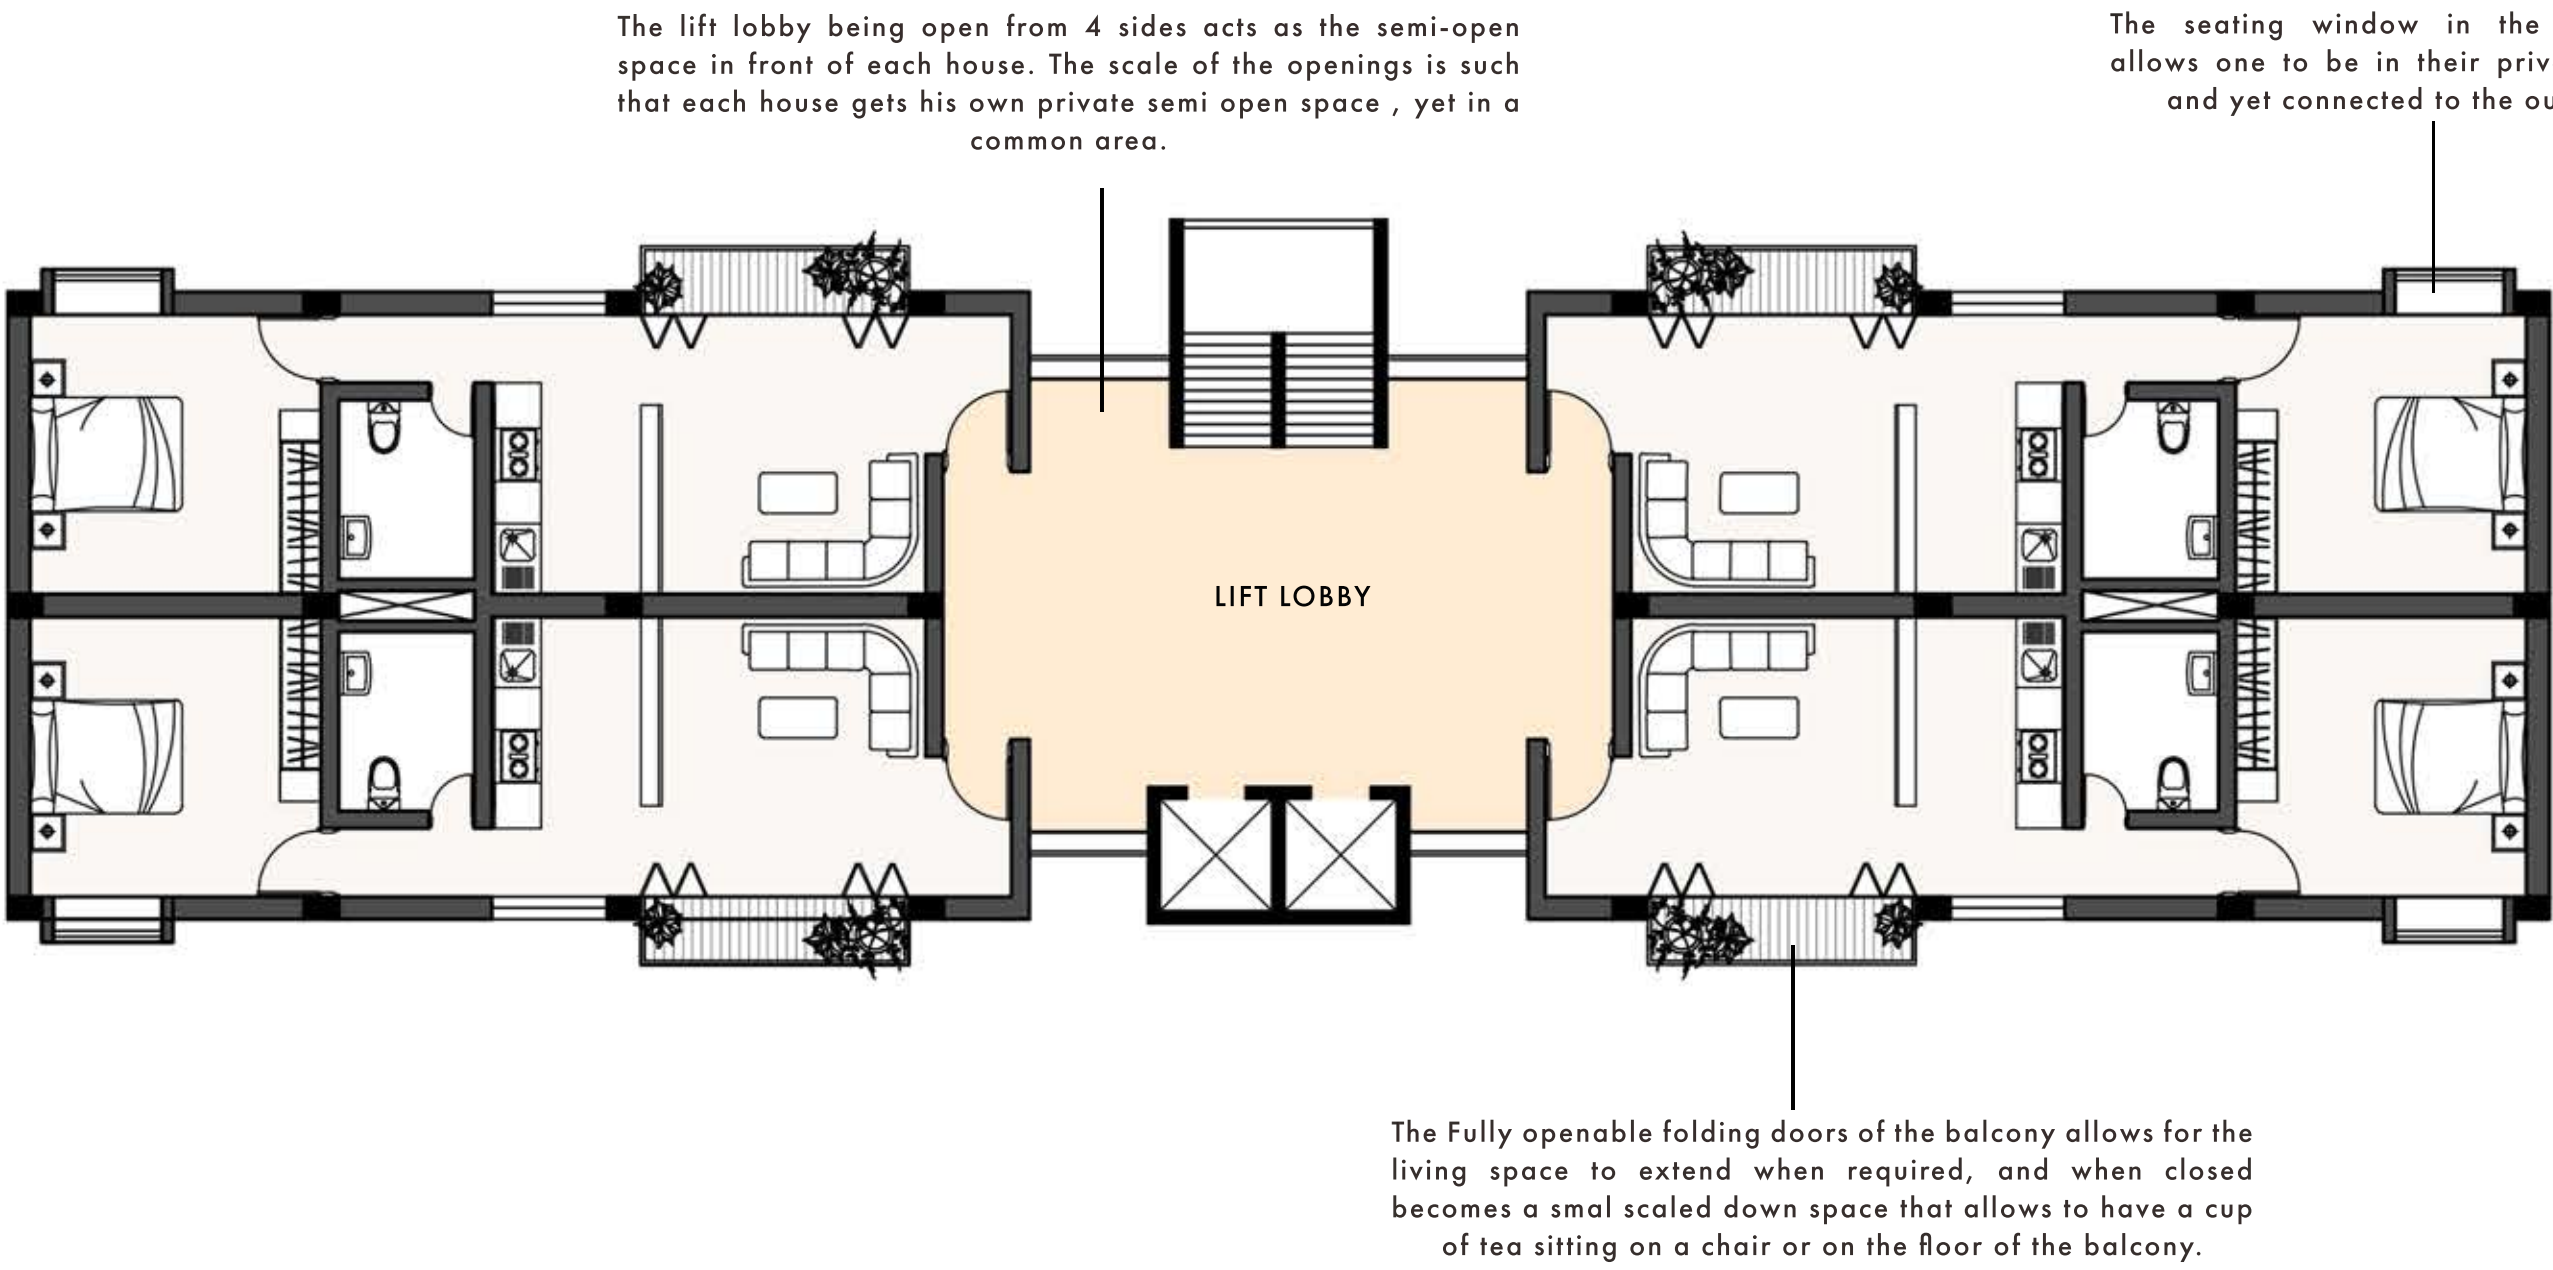 The lift lobby being open from 4 sides acts as the semi-open
space in front of each house. The scale of the openings is such
that each house gets his own private semi open space , yet in a
common area.
The seating window in the
allows one to be in their priv
and yet connected to the ou
LIFT LOBBY
The Fully openable folding doors of the balcony allows for the
living space to extend when required, and when closed
becomes a smal scaled down space that allows to have a cup
of tea sitting on a chair or on the floor of the balcony.